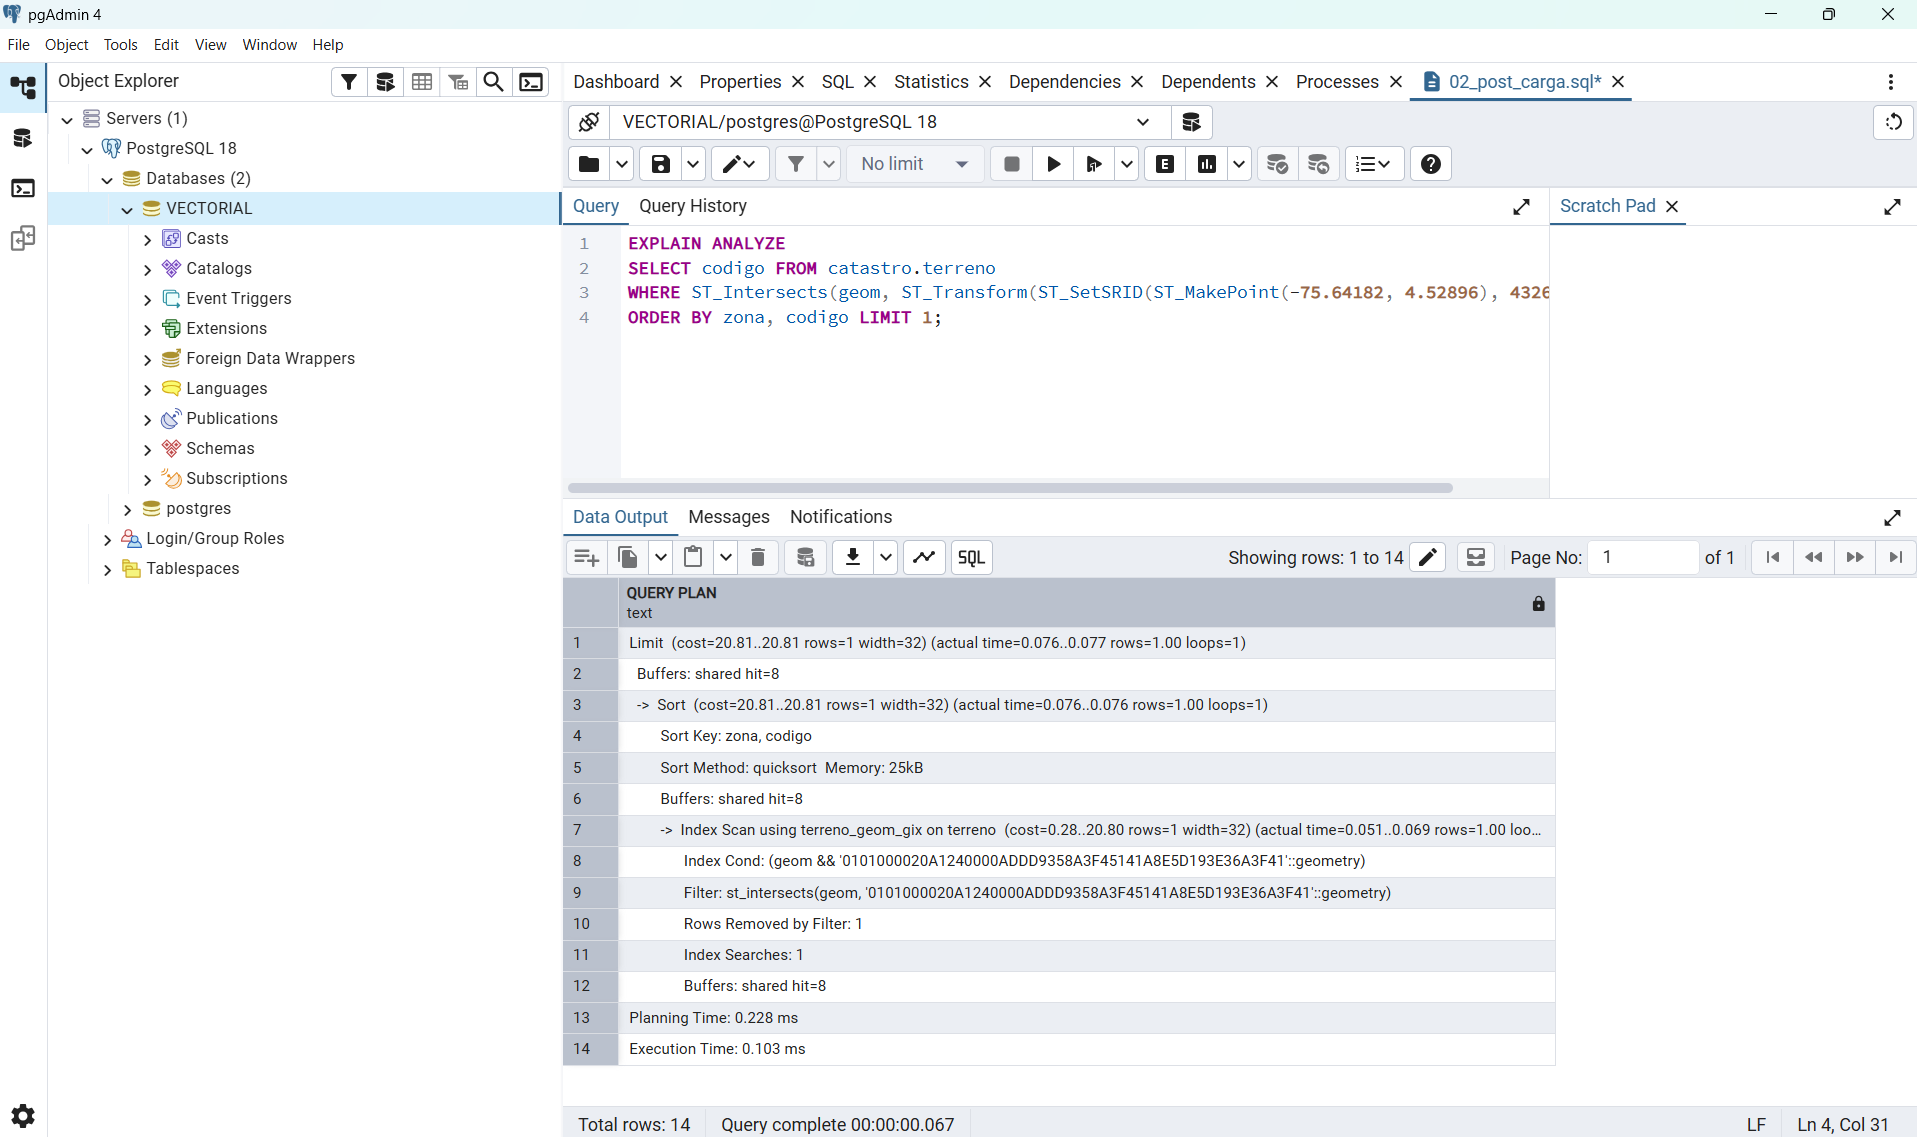 pgAdmin 4
File Object Tools Edit View Window Help
Object Explorer
Servers (1)
PostgreSQL 18
Databases (2)
VECTORIAL
Casts
Catalogs
Event Triggers
Extensions
Foreign Data Wrappers
Languages
Publications
Schemas
Subscriptions
postgres
Login/Group Roles
Tablespaces
Dashboard Properties SQL Statistics Dependencies Dependents Processes 02_post_carga.sql*
VECTORIAL/postgres@PostgreSQL 18
No limit
E
Query Query History
Scratch Pad
1 EXPLAIN ANALYZE
2 SELECT codigo FROM catastro.terreno
3 WHERE ST_Intersects(geom, ST_Transform(ST_SetSRID(ST_MakePoint(-75.64182, 4.52896), 4326
4 ORDER BY zona, codigo LIMIT 1;
Data Output Messages Notifications
SQL
Showing rows: 1 to 14
Page No: 1 of 1
QUERY PLAN
text
1 Limit (cost=20.81..20.81 rows=1 width=32) (actual time=0.076..0.077 rows=1.00 loops=1)
2 Buffers: shared hit=8
3 -> Sort (cost=20.81..20.81 rows=1 width=32) (actual time=0.076..0.076 rows=1.00 loops=1)
4 Sort Key: zona, codigo
5 Sort Method: quicksort Memory: 25kB
6 Buffers: shared hit=8
7 -> Index Scan using terreno_geom_gix on terreno (cost=0.28..20.80 rows=1 width=32) (actual time=0.051..0.069 rows=1.00 loo...
8 Index Cond: (geom && '0101000020A1240000ADDD9358A3F45141A8E5D193E36A3F41'::geometry)
9 Filter: st_intersects(geom, '0101000020A1240000ADDD9358A3F45141A8E5D193E36A3F41'::geometry)
10 Rows Removed by Filter: 1
11 Index Searches: 1
12 Buffers: shared hit=8
13 Planning Time: 0.228 ms
14 Execution Time: 0.103 ms
Total rows: 14 Query complete 00:00:00.067
LF Ln 4, Col 31